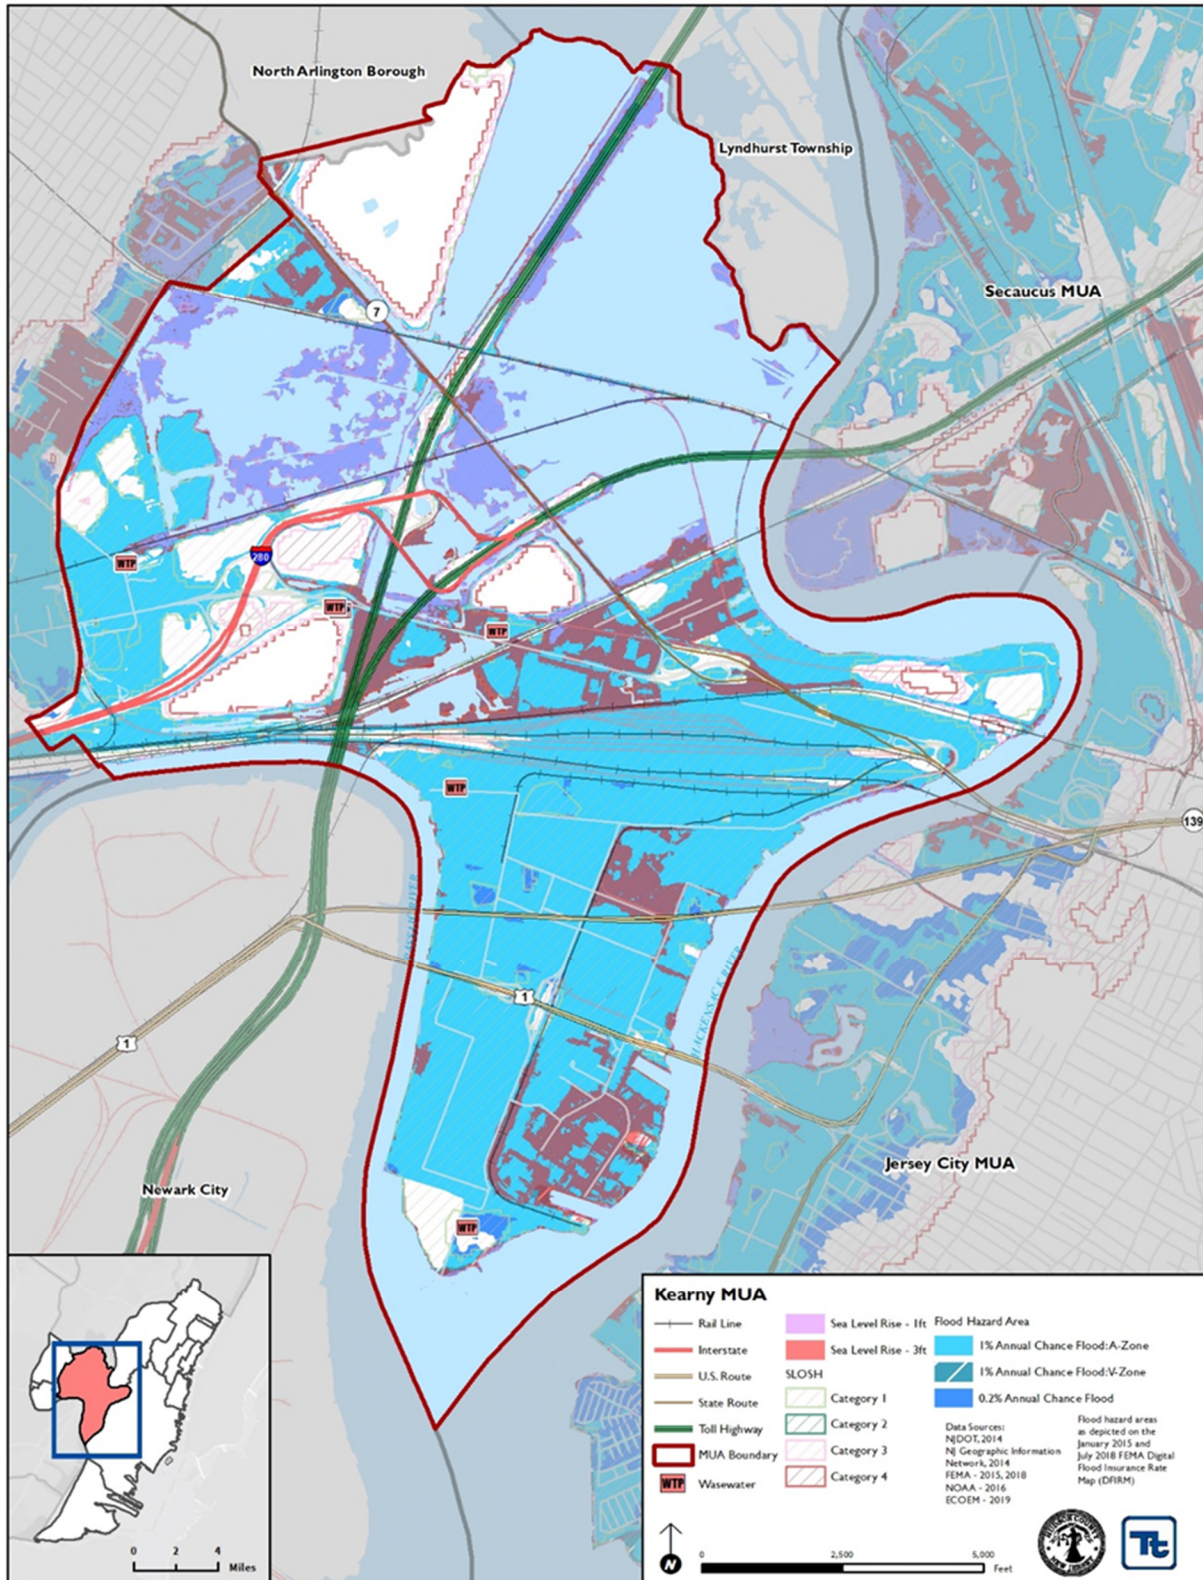 North Arlington Borough
Lyndhurst Township
Secaucus MUA
7
280
WTP
WTP
WTP
WTP
139
HACKENSACK RIVER
1
1
Jersey City MUA
Newark City
WTP
0 2 4
Miles
Kearny MUA
Rail Line
Interstate
U.S. Route
State Route
Toll Highway
MUA Boundary
WTP Wasewater
Sea Level Rise - 1ft
Sea Level Rise - 3ft
SLOSH
Category 1
Category 2
Category 3
Category 4
Flood Hazard Area
1% Annual Chance Flood: A-Zone
1% Annual Chance Flood: V-Zone
0.2% Annual Chance Flood
Data Sources:
NJDOT, 2014
NJ Geographic Information
Network, 2014
FEMA - 2015, 2018
NOAA - 2016
ECOEM - 2019
Flood hazard areas
as depicted on the
January 2015 and
July 2018 FEMA Digital
Flood Insurance Rate
Map (DFIRM)
N
0 2,500 5,000
Feet
Tt